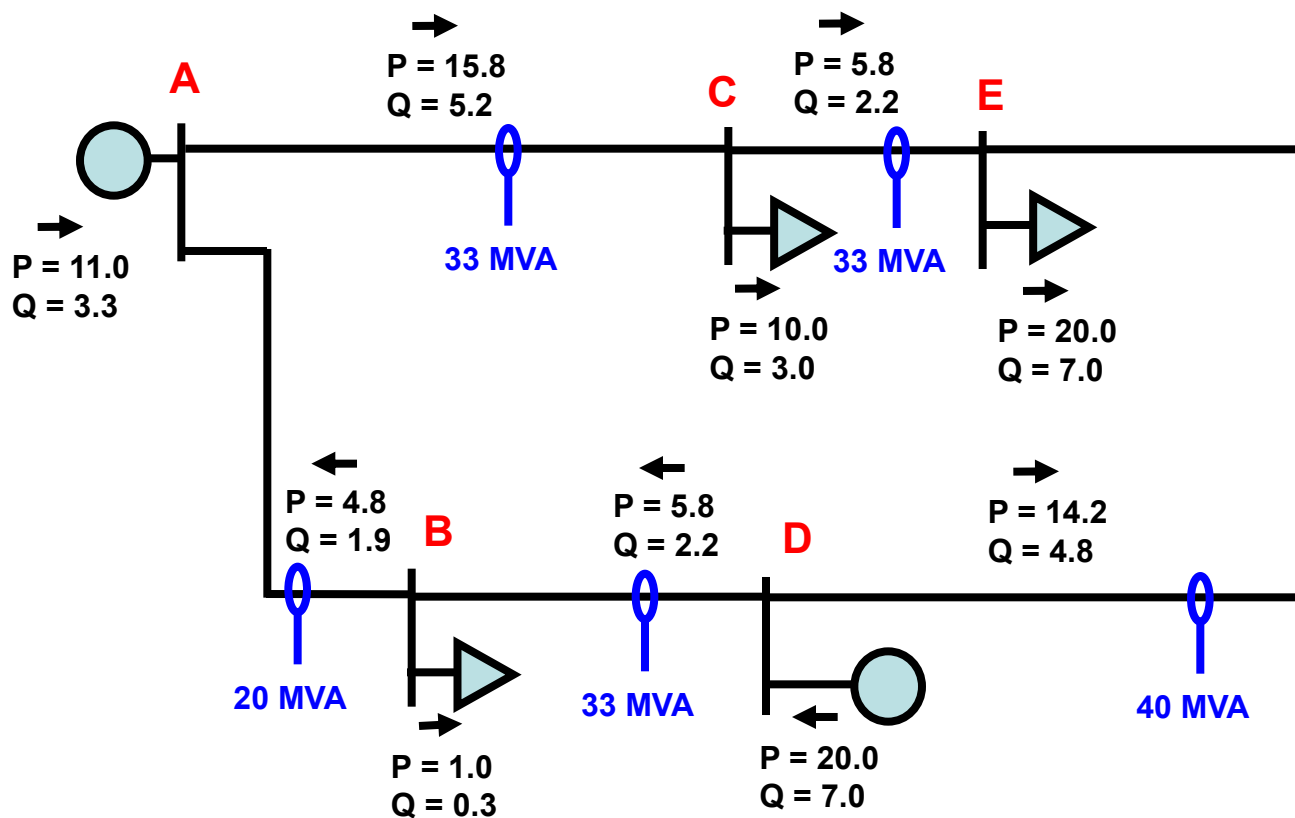 P = 15.8
Q = 5.2
P = 5.8
Q = 2.2
A
C
E
33 MVA
33 MVA
P = 11.0
Q = 3.3
P = 10.0
Q = 3.0
P = 20.0
Q = 7.0
P = 4.8
Q = 1.9
B
P = 5.8
Q = 2.2
D
P = 14.2
Q = 4.8
20 MVA
33 MVA
40 MVA
P = 1.0
Q = 0.3
P = 20.0
Q = 7.0